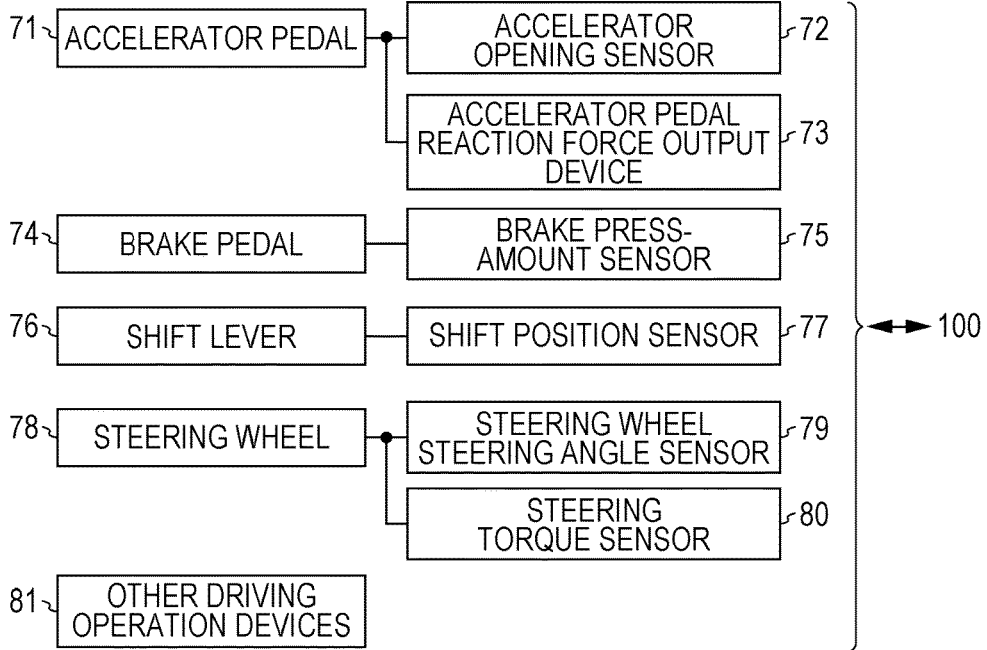 71
ACCELERATOR PEDAL
ACCELERATOR
OPENING SENSOR
72
ACCELERATOR PEDAL
REACTION FORCE OUTPUT
DEVICE
73
74
BRAKE PEDAL
BRAKE PRESS-
AMOUNT SENSOR
75
76
SHIFT LEVER
SHIFT POSITION SENSOR
77
100
78
STEERING WHEEL
STEERING WHEEL
STEERING ANGLE SENSOR
79
STEERING
TORQUE SENSOR
80
81
OTHER DRIVING
OPERATION DEVICES